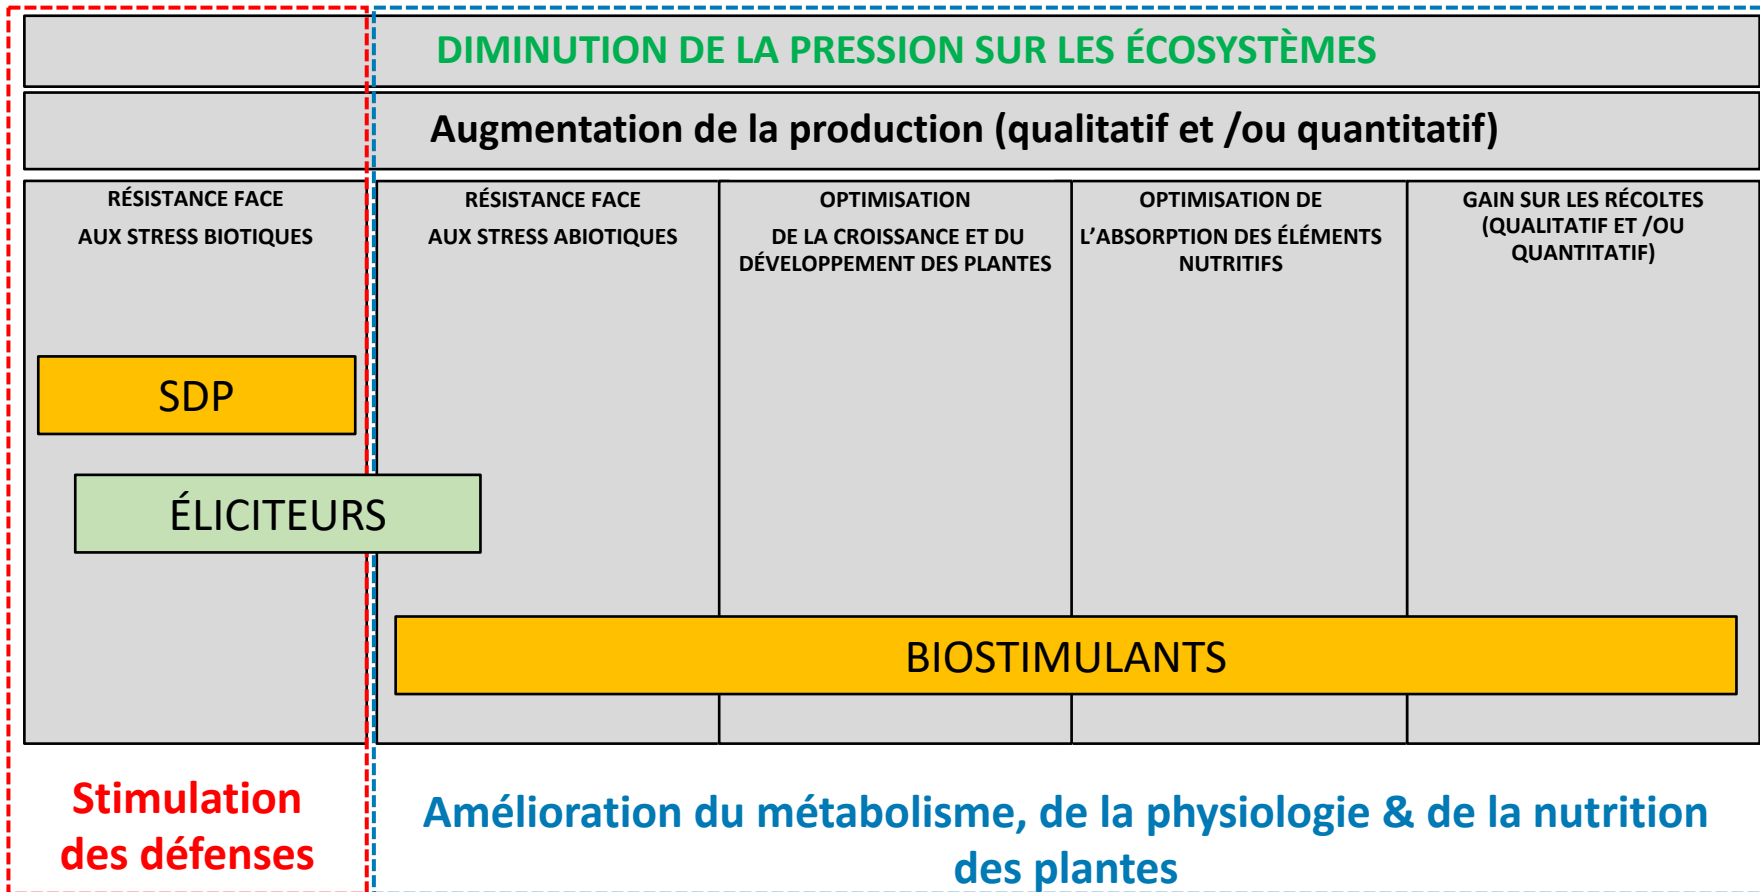 DIMINUTION DE LA PRESSION SUR LES ÉCOSYSTÈMES
Augmentation de la production (qualitatif et /ou quantitatif)
RÉSISTANCE FACE
AUX STRESS BIOTIQUES
RÉSISTANCE FACE
AUX STRESS ABIOTIQUES
OPTIMISATION
DE LA CROISSANCE ET DU
DÉVELOPPEMENT DES PLANTES
OPTIMISATION DE
L’ABSORPTION DES ÉLÉMENTS
NUTRITIFS
GAIN SUR LES RÉCOLTES
(QUALITATIF ET /OU
QUANTITATIF)
SDP
ÉLICITEURS
BIOSTIMULANTS
Stimulation
des défenses
Amélioration du métabolisme, de la physiologie & de la nutrition
des plantes